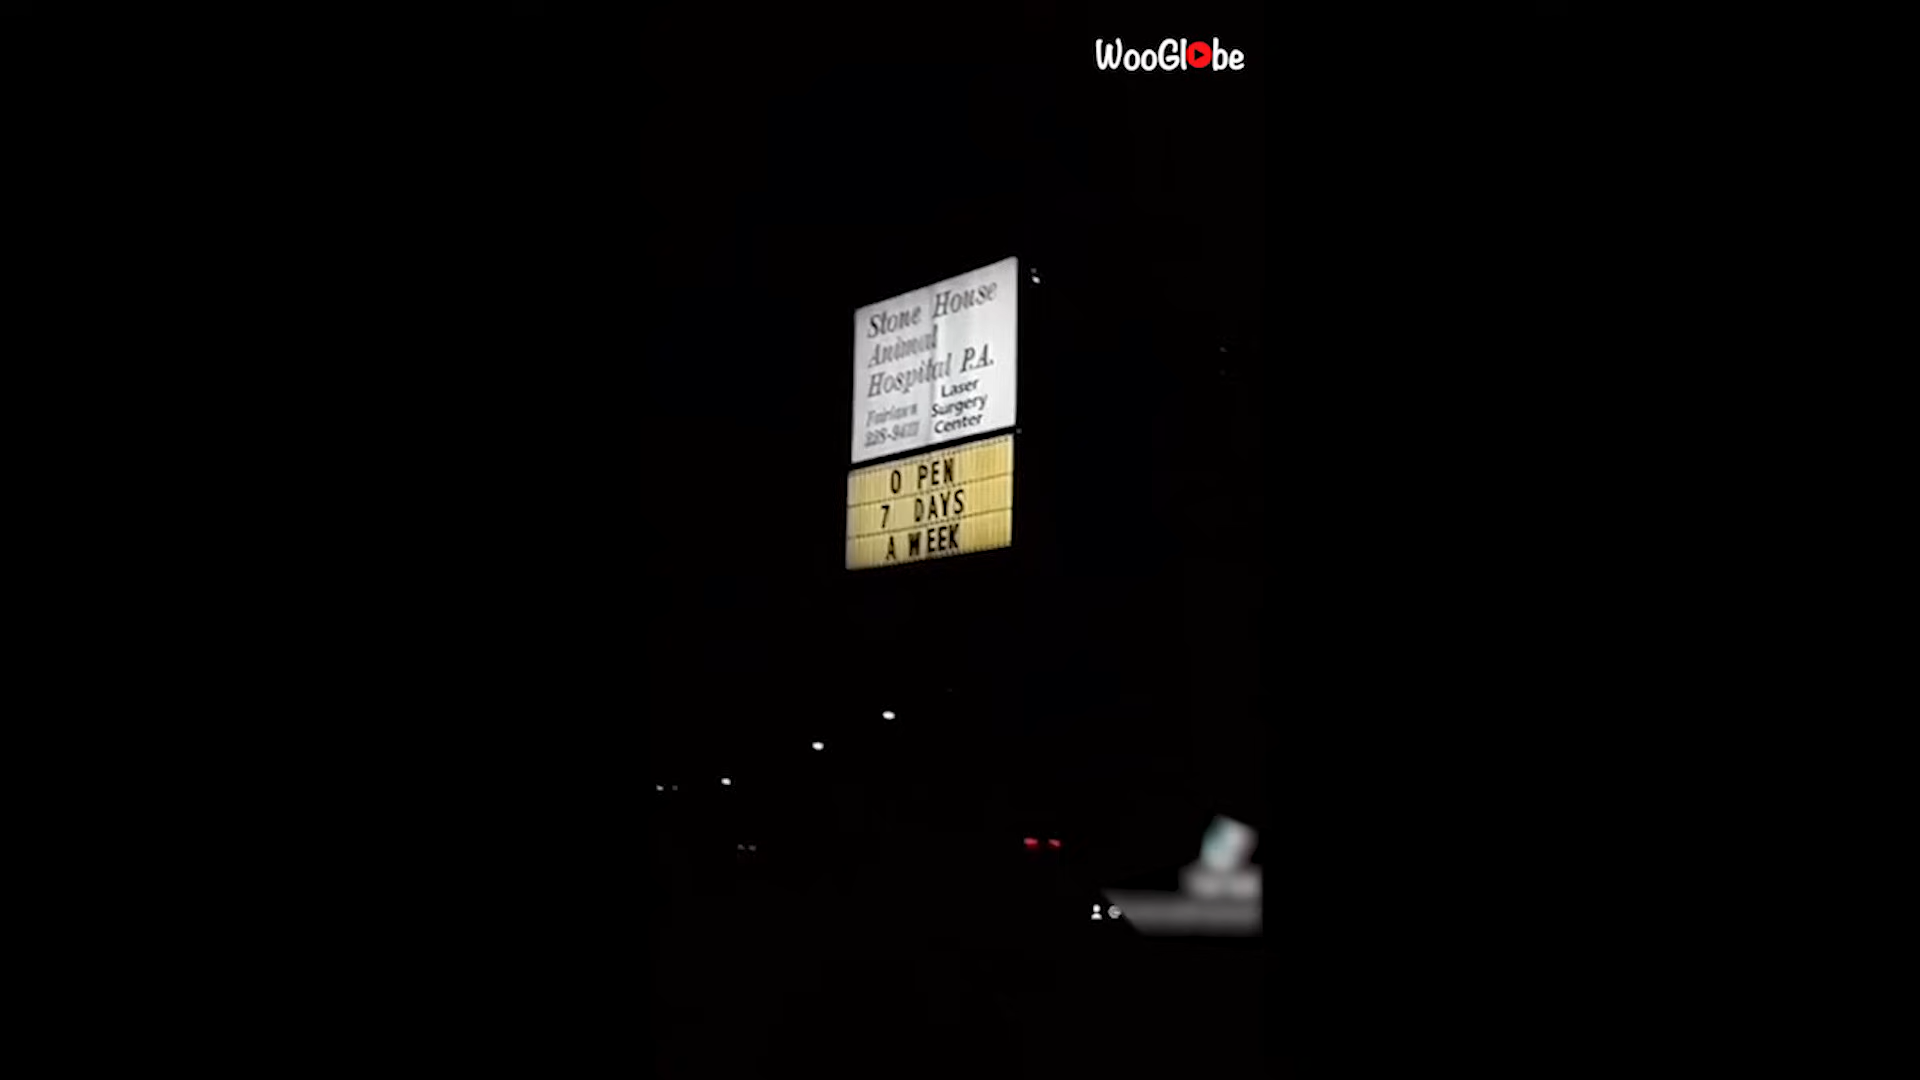 WooGlobe
Stone House
Animal
Hospital P.A.
Laser
Surgery
Center
O PEN
7 DAYS
A WEEK